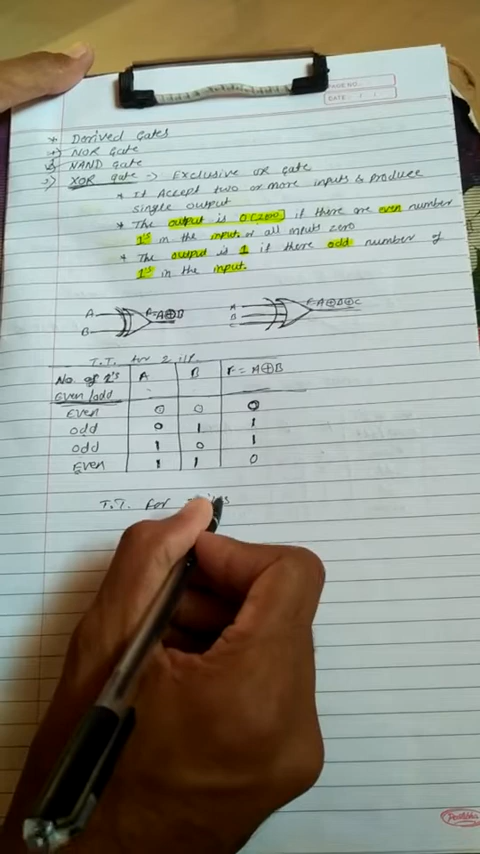 PAGE NO.
DATE: / /
* Derived Gates
1) NOR Gate
2) NAND gate
3) XOR gate -> Exclusive OR gate
* It Accept two or more inputs & produce
single output
* The output is 0 (Zero) if there are even number
1's in the input. or all inputs zero
* The output is 1 if there odd number of
1's in the input.
A F=A⊕B
B
A F=A⊕B⊕C
B
C
T.T. for 2 i/p.
No. of 1's A B F = A⊕B
Even/odd
Even 0 0 0
odd 0 1 1
odd 1 0 1
Even 1 1 0
T.T. For